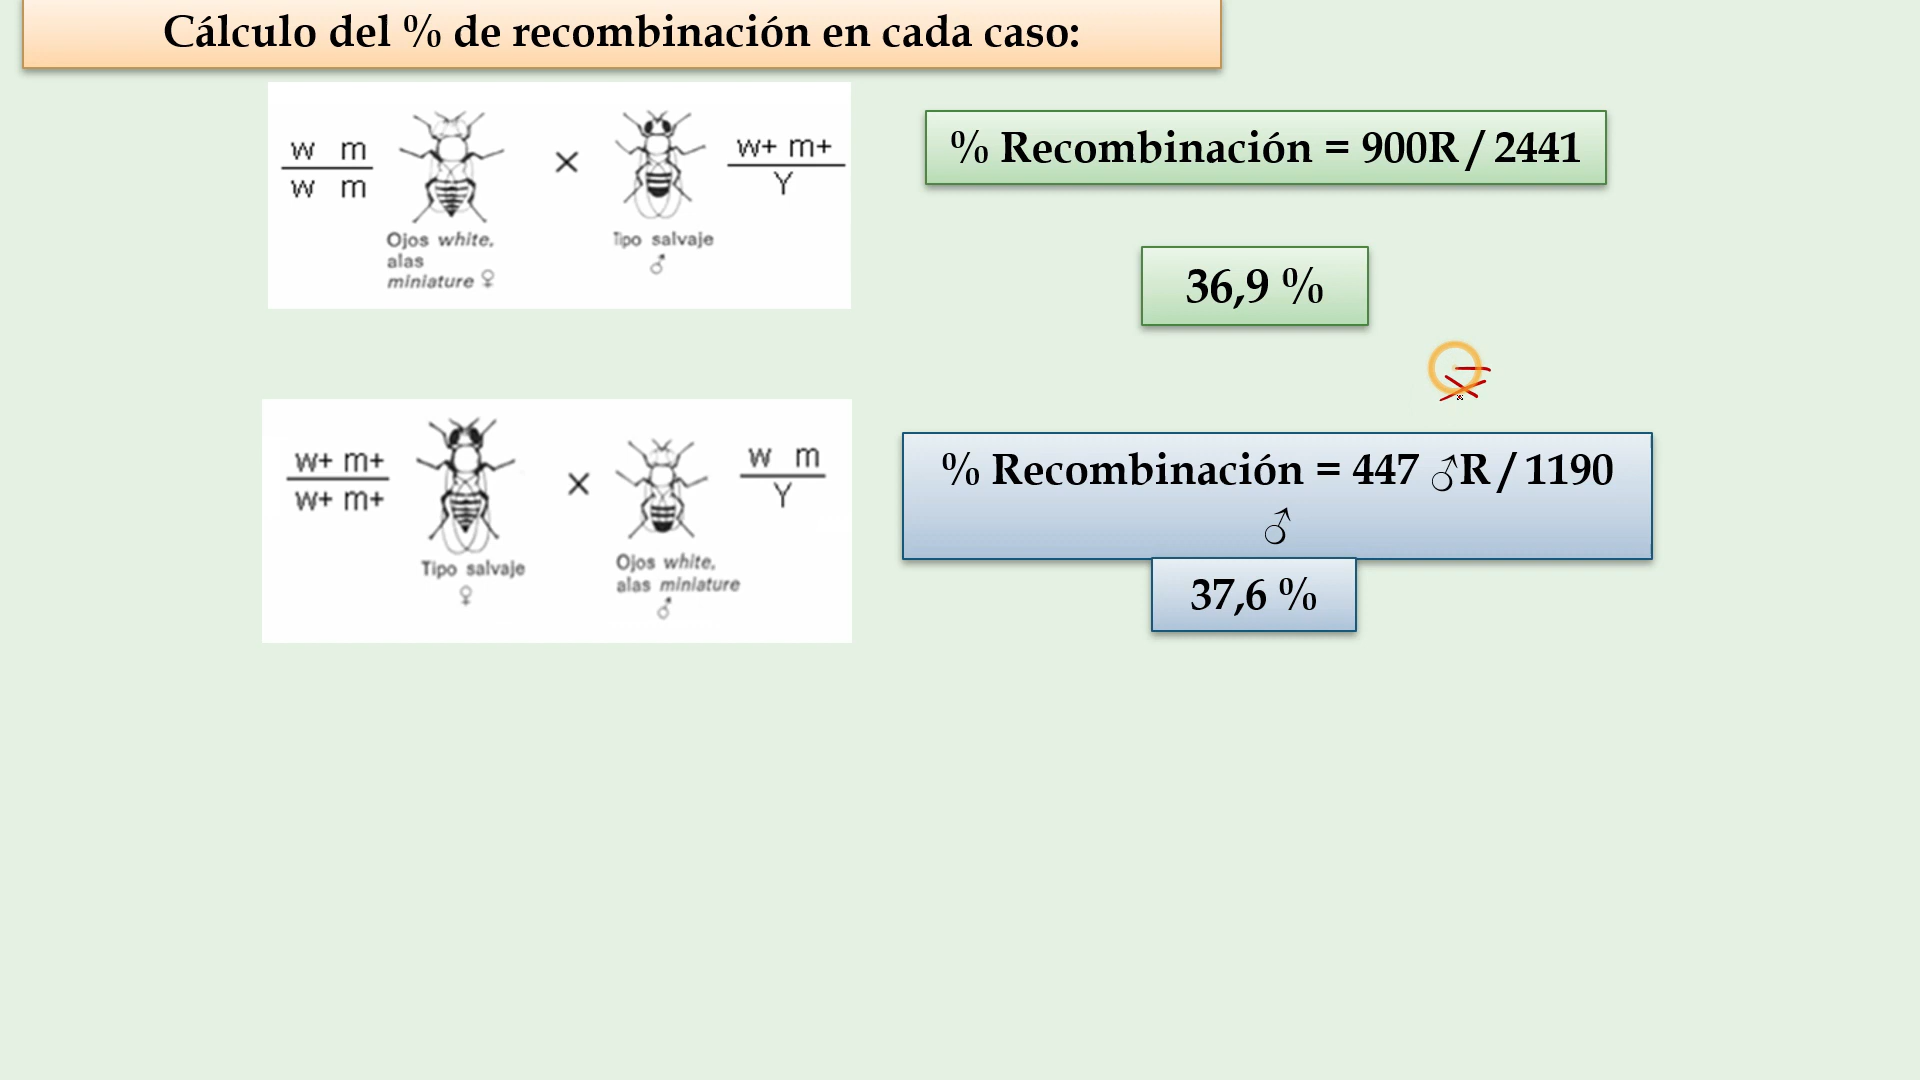 Cálculo del % de recombinación en cada caso:
w m
w m
×
w+ m+
Y
Ojos white,
alas
miniature ♀
Tipo salvaje
♂
% Recombinación = 900R / 2441
36,9 %
w+ m+
w+ m+
×
w m
Y
Tipo salvaje
♀
Ojos white,
alas miniature
♂
% Recombinación = 447 ♂R / 1190
♂
37,6 %